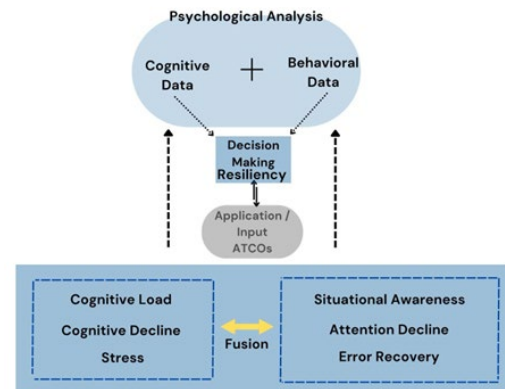 Psychological Analysis
Cognitive
Data
+
Behavioral
Data
Decision
Making
Resiliency
Application /
Input
ATCOs
Cognitive Load
Cognitive Decline
Stress
Fusion
Situational Awareness
Attention Decline
Error Recovery